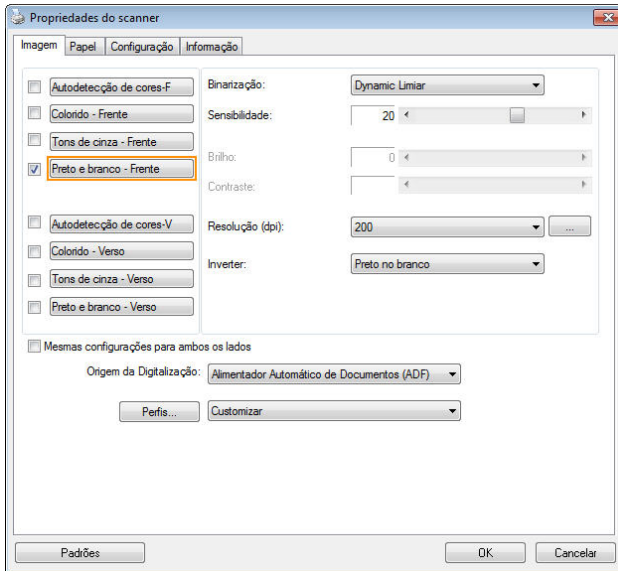 Propriedades do scanner
Imagem Papel Configuração Informação
Autodetecção de cores-F
Colorido - Frente
Tons de cinza - Frente
Preto e branco - Frente
Autodetecção de cores-V
Colorido - Verso
Tons de cinza - Verso
Preto e branco - Verso
Binarização: Dynamic Limiar
Sensibilidade: 20
Brilho: 0
Contraste:
Resolução (dpi): 200 ...
Inverter: Preto no branco
Mesmas configurações para ambos os lados
Origem da Digitalização: Alimentador Automático de Documentos (ADF)
Perfis... Customizar
Padrões OK Cancelar